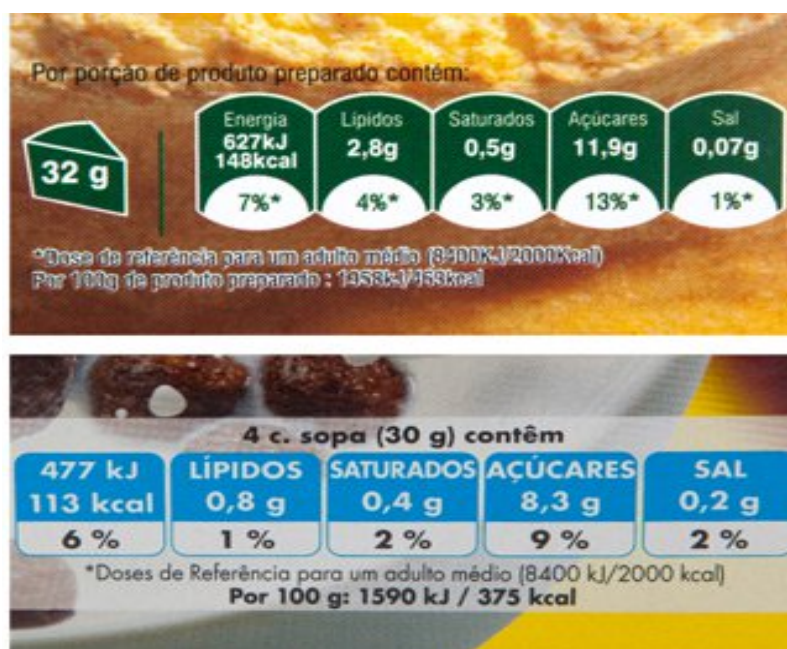 Por porção de produto preparado contém:
32 g
Energia 627kJ 148kcal 7%*
Lípidos 2,8g 4%*
Saturados 0,5g 3%*
Açúcares 11,9g 13%*
Sal 0,07g 1%*
*Dose de referência para um adulto médio (8400KJ/2000Kcal)
Por 100g de produto preparado : 1958kJ/463kcal
4 c. sopa (30 g) contêm
477 kJ 113 kcal 6 %
LÍPIDOS 0,8 g 1 %
SATURADOS 0,4 g 2 %
AÇÚCARES 8,3 g 9 %
SAL 0,2 g 2 %
*Doses de Referência para um adulto médio (8400 kJ/2000 kcal)
Por 100 g: 1590 kJ / 375 kcal